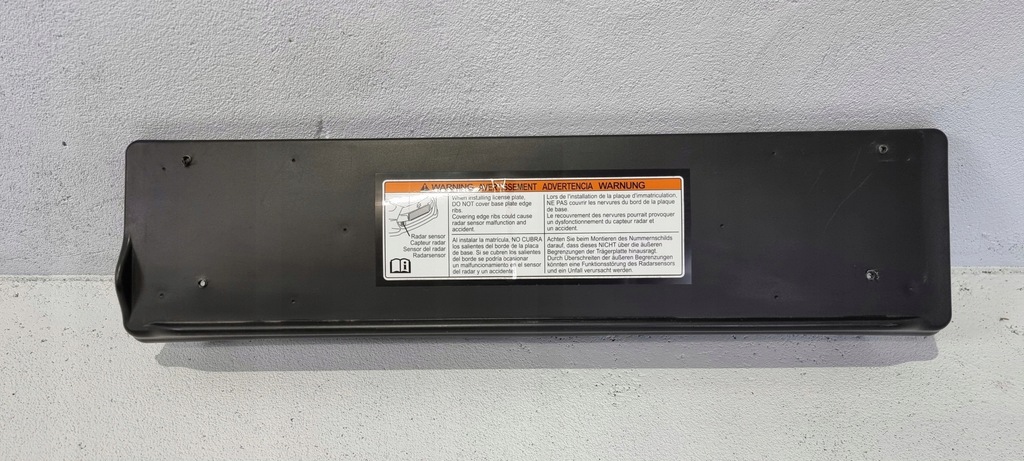 WARNING AVERTISSEMENT ADVERTENCIA WARNUNG
When installing license plate,
DO NOT cover base plate edge
ribs.
Covering edge ribs could cause
radar sensor malfunction and
accident.
Lors de l'installation de la plaque d'immatriculation,
NE PAS couvrir les nervures du bord de la plaque
de base.
Le recouvrement des nervures pourrait provoquer
un dysfonctionnement du capteur radar et
un accident.
Radar sensor
Capteur radar
Sensor del radar
Radarsensor
Al instalar la matrícula, NO CUBRA
los salientes del borde de la placa
de base. Si se cubren los salientes
del borde se podría ocasionar
un malfuncionamiento en el sensor
del radar y un accidente.
Achten Sie beim Montieren des Nummernschilds
darauf, dass dieses NICHT über die äußeren
Begrenzungen der Trägerplatte hinausragt.
Durch Überschreiten der äußeren Begrenzungen
könnten eine Funktionsstörung des Radarsensors
und ein Unfall verursacht werden.